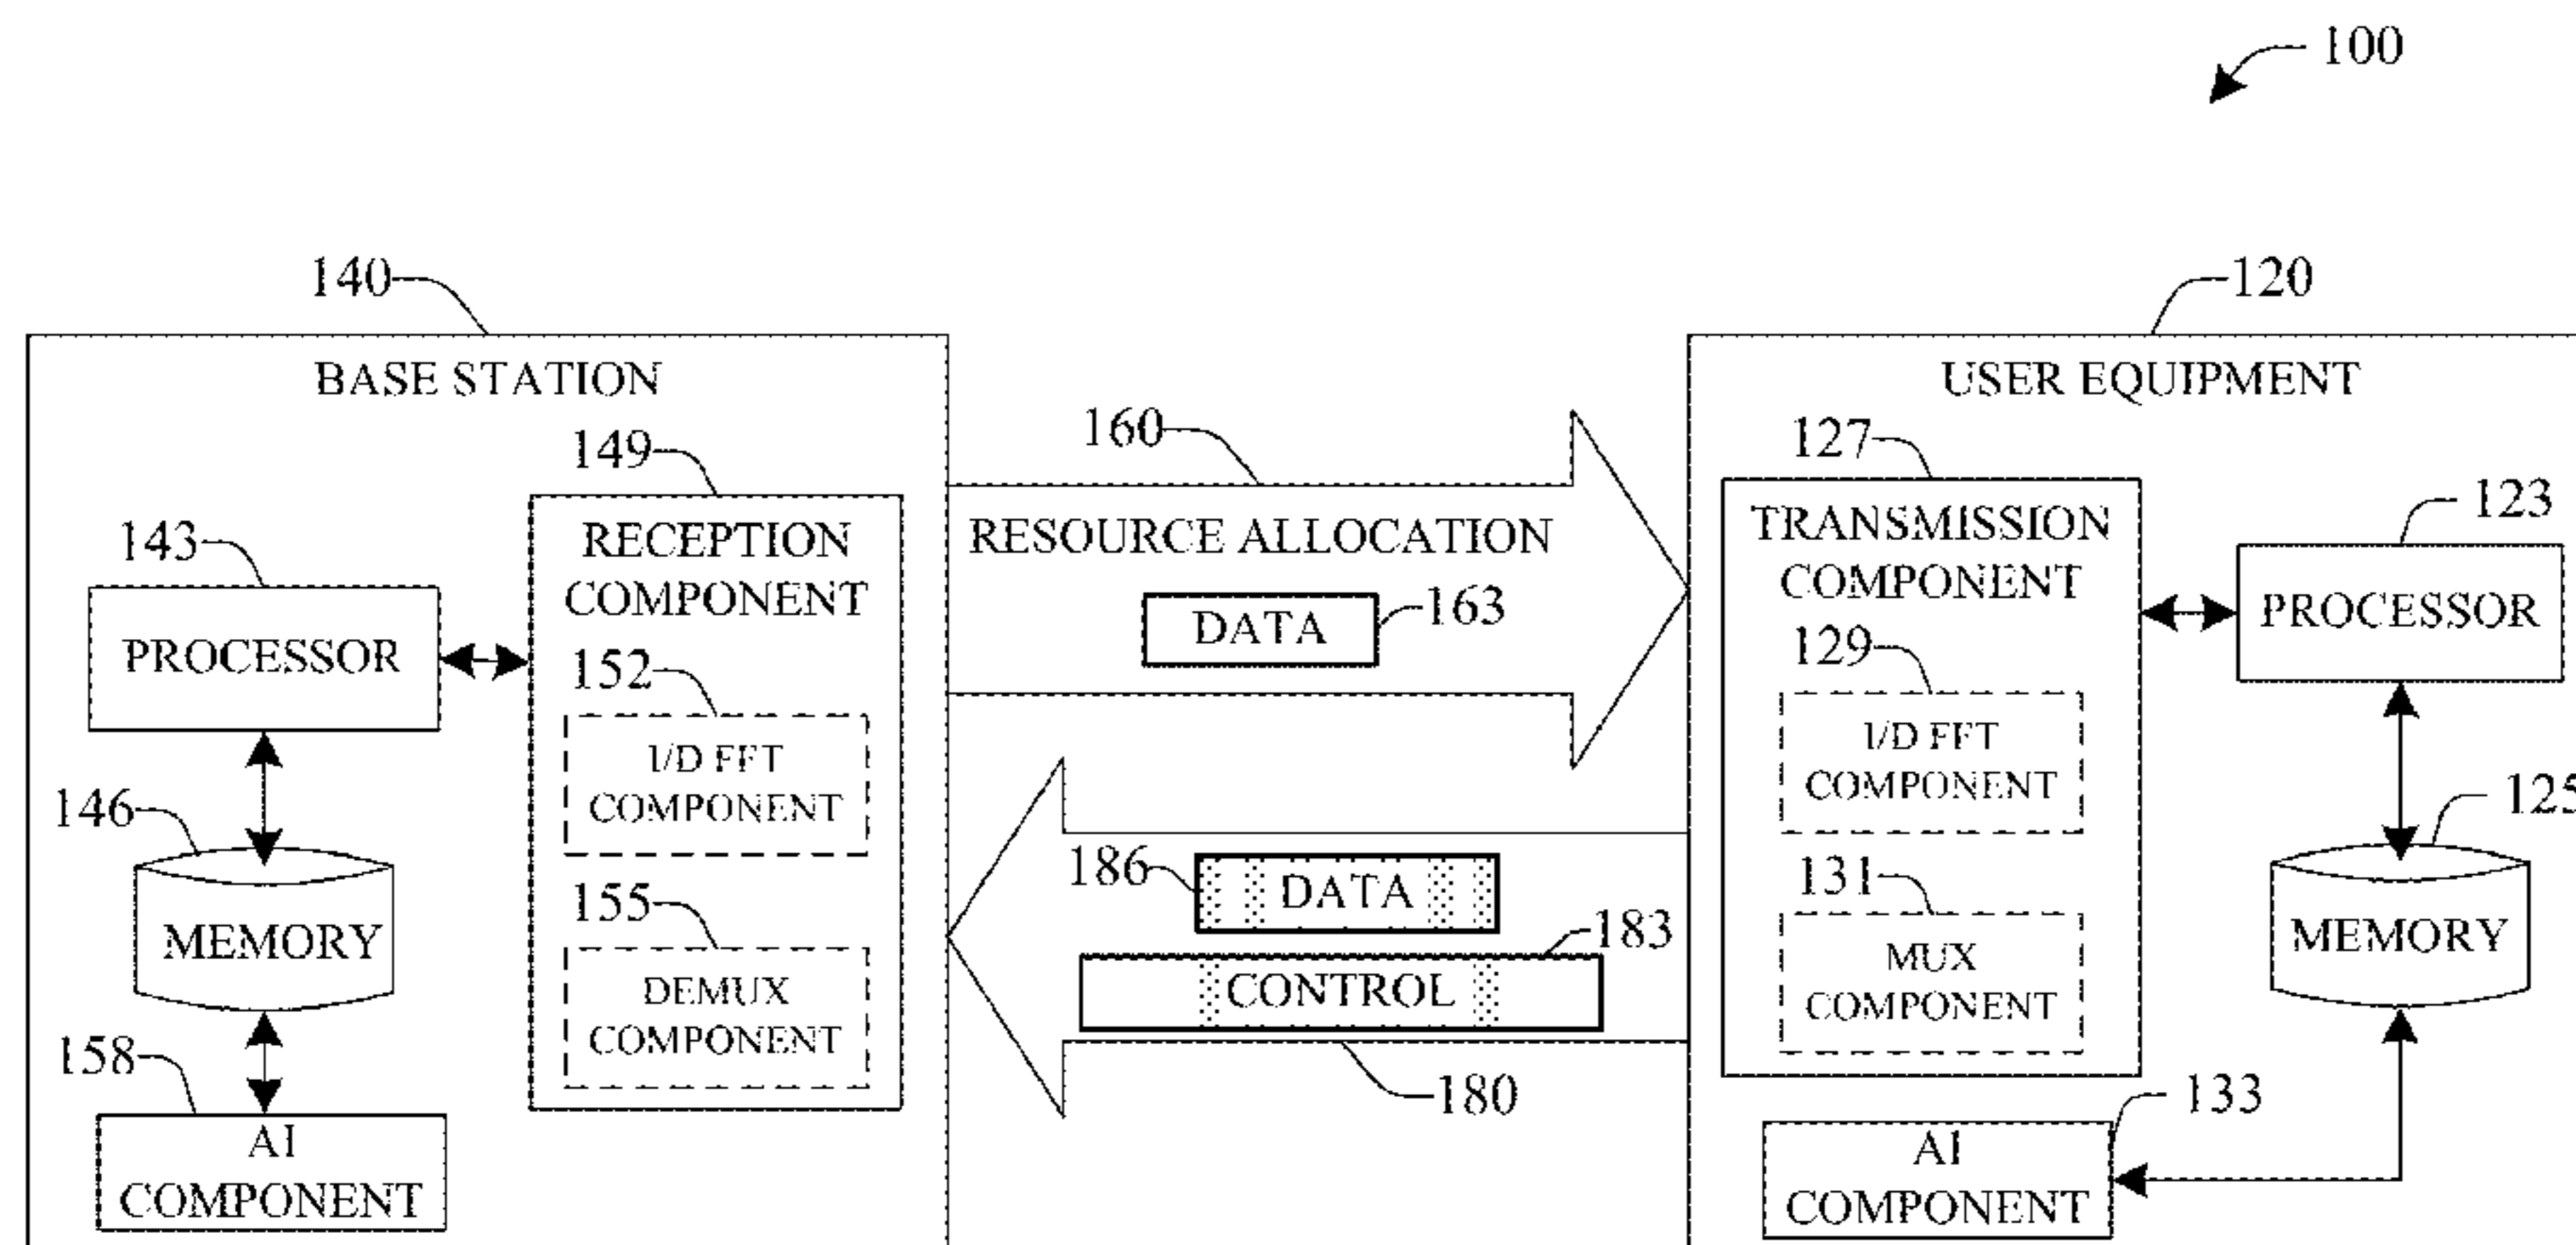 100
140
120
BASE STATION
USER EQUIPMENT
149
RECEPTION
COMPONENT
143
PROCESSOR
152
I/D FFT
COMPONENT
146
MEMORY
155
DEMUX
COMPONENT
158
AI
COMPONENT
160
RESOURCE ALLOCATION
DATA
163
186
DATA
183
CONTROL
180
127
TRANSMISSION
COMPONENT
123
PROCESSOR
129
I/D FFT
COMPONENT
125
MEMORY
131
MUX
COMPONENT
133
AI
COMPONENT